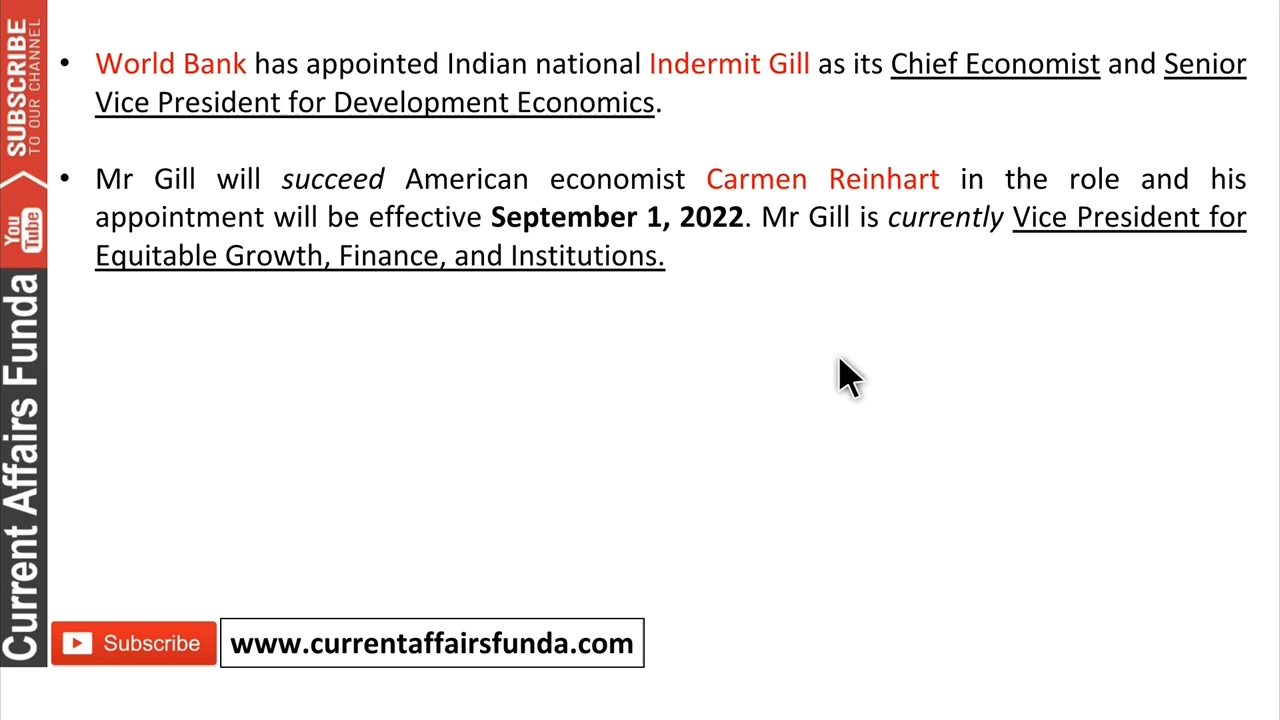 • World Bank has appointed Indian national Indermit Gill as its Chief Economist and Senior
Vice President for Development Economics.
• Mr Gill will succeed American economist Carmen Reinhart in the role and his
appointment will be effective September 1, 2022. Mr Gill is currently Vice President for
Equitable Growth, Finance, and Institutions.
SUBSCRIBE
TO OUR CHANNEL
You
Tube
Current Affairs Funda
Subscribe
www.currentaffairsfunda.com